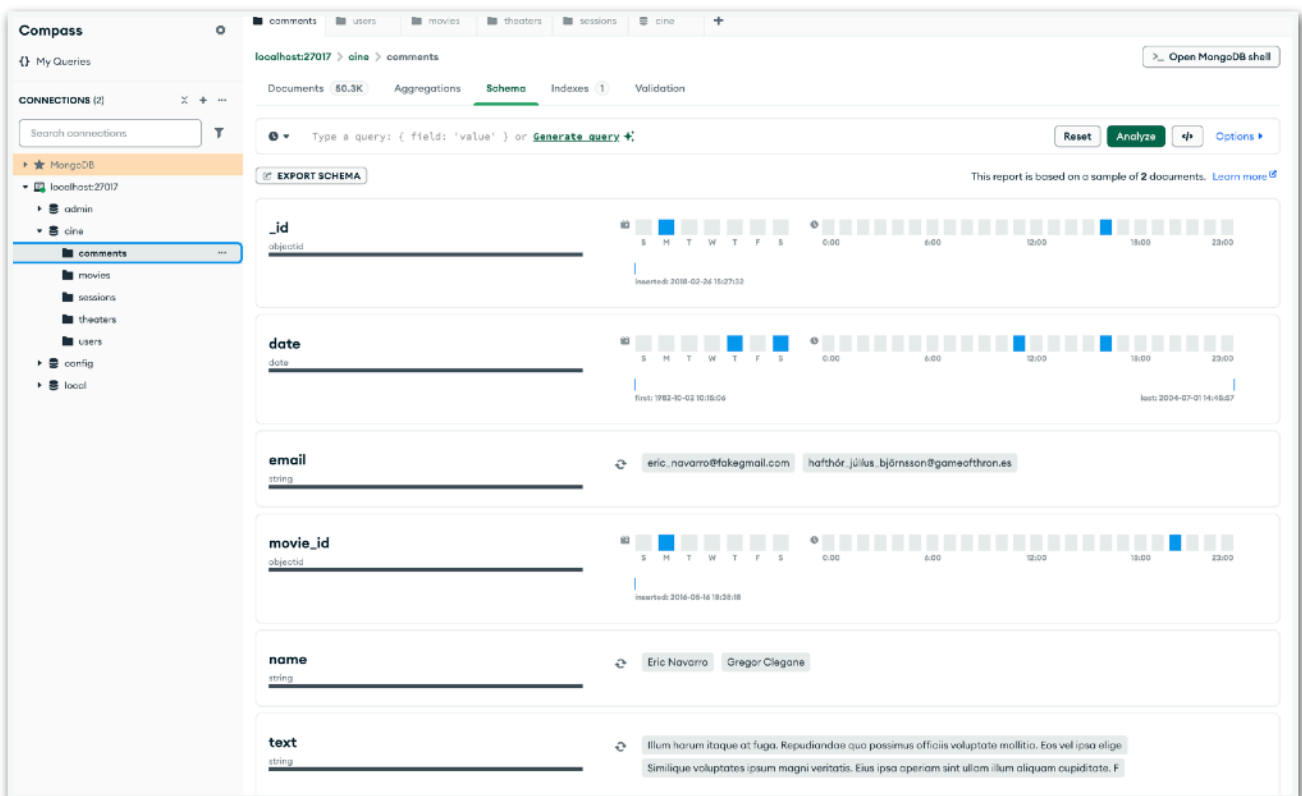 Compass
{} My Queries
CONNECTIONS (2)
Search connections
MongoDB
localhost:27017
admin
cine
comments
movies
sessions
theaters
users
config
local
comments users movies theaters sessions cine
localhost:27017 > cine > comments
>_ Open MongoDB shell
Documents 50.3K Aggregations Schema Indexes 1 Validation
Type a query: { field: 'value' } or Generate query
Reset Analyze </> Options
EXPORT SCHEMA
This report is based on a sample of 2 documents. Learn more
_id
objectid
S M T W T F S 0:00 6:00 12:00 18:00 23:00
inserted: 2018-02-26 15:27:32
date
date
S M T W T F S 0:00 6:00 12:00 18:00 23:00
first: 1982-10-02 10:15:06 last: 2004-07-01 14:45:57
email
string
eric_navarro@fakegmail.com hafthór_júlíus_björnsson@gameofthron.es
movie_id
objectid
S M T W T F S 0:00 6:00 12:00 18:00 23:00
inserted: 2016-05-16 18:38:18
name
string
Eric Navarro Gregor Clegane
text
string
Illum harum itaque at fuga. Repudiandae quo possimus officiis voluptate mollitia. Eos vel ipsa elige
Similique voluptates ipsum magni veritatis. Eius ipsa aperiam sint ullam illum aliquam cupiditate. F